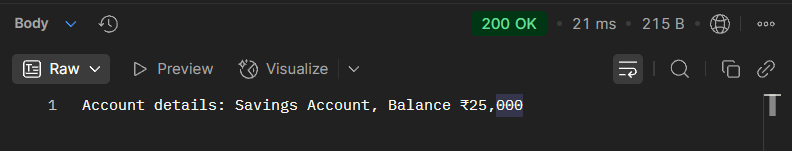 Body 200 OK • 21 ms • 215 B •
Raw Preview Visualize
1 Account details: Savings Account, Balance ₹25,000